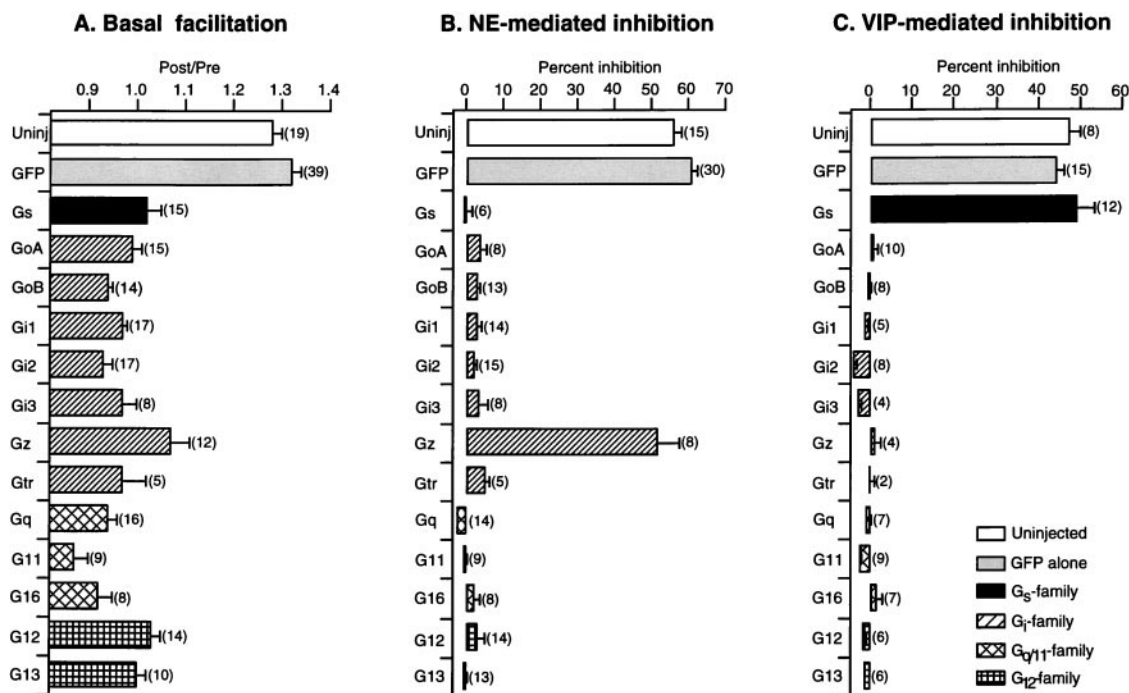 A. Basal facilitation
Post/Pre
0.9 1.0 1.1 1.2 1.3 1.4
Uninj (19)
GFP (39)
Gs (15)
GoA (15)
GoB (14)
Gi1 (17)
Gi2 (17)
Gi3 (8)
Gz (12)
Gtr (5)
Gq (16)
G11 (9)
G16 (8)
G12 (14)
G13 (10)
B. NE-mediated inhibition
Percent inhibition
0 10 20 30 40 50 60 70
Uninj (15)
GFP (30)
Gs (6)
GoA (8)
GoB (13)
Gi1 (14)
Gi2 (15)
Gi3 (8)
Gz (8)
Gtr (5)
Gq (14)
G11 (9)
G16 (8)
G12 (14)
G13 (13)
C. VIP-mediated inhibition
Percent inhibition
0 10 20 30 40 50 60
Uninj (8)
GFP (15)
Gs (12)
GoA (10)
GoB (8)
Gi1 (5)
Gi2 (8)
Gi3 (4)
Gz (4)
Gtr (2)
Gq (7)
G11 (9)
G16 (7)
G12 (6)
G13 (6)
Uninjected
GFP alone
Gs-family
Gi-family
Gq/11-family
G12-family